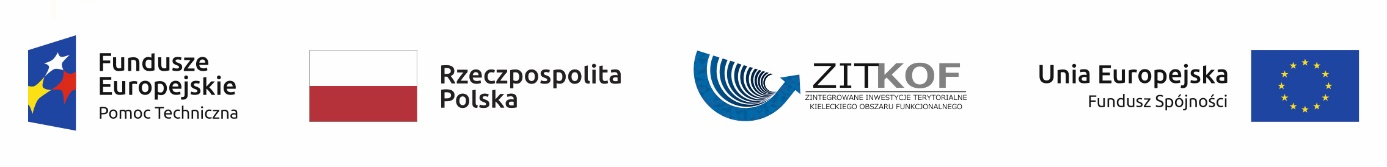 Fundusze
Europejskie
Pomoc Techniczna
Rzeczpospolita
Polska
ZITKOF
ZINTEGROWANE INWESTYCJE TERYTORIALNE
KIELECKIEGO OBSZARU FUNKCJONALNEGO
Unia Europejska
Fundusz Spójności